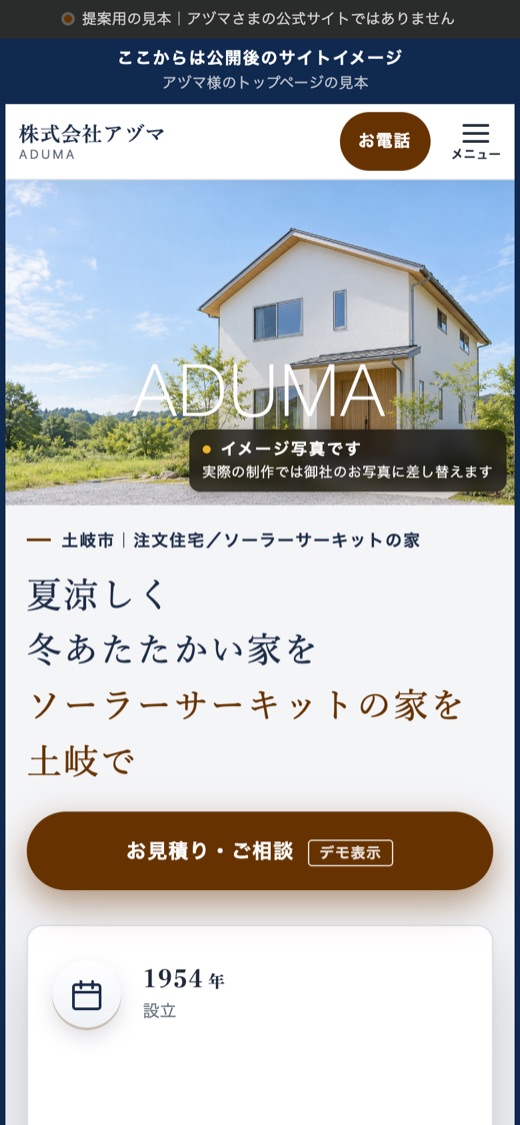 提案用の見本｜アヅマさまの公式サイトではありません
ここからは公開後のサイトイメージ
アヅマ様のトップページの見本
株式会社アヅマ
ADUMA
お電話
メニュー
ADUMA
イメージ写真です
実際の制作では御社のお写真に差し替えます
土岐市｜注文住宅／ソーラーサーキットの家
夏涼しく
冬あたたかい家を
ソーラーサーキットの家を
土岐で
お見積り・ご相談 デモ表示
1954年
設立